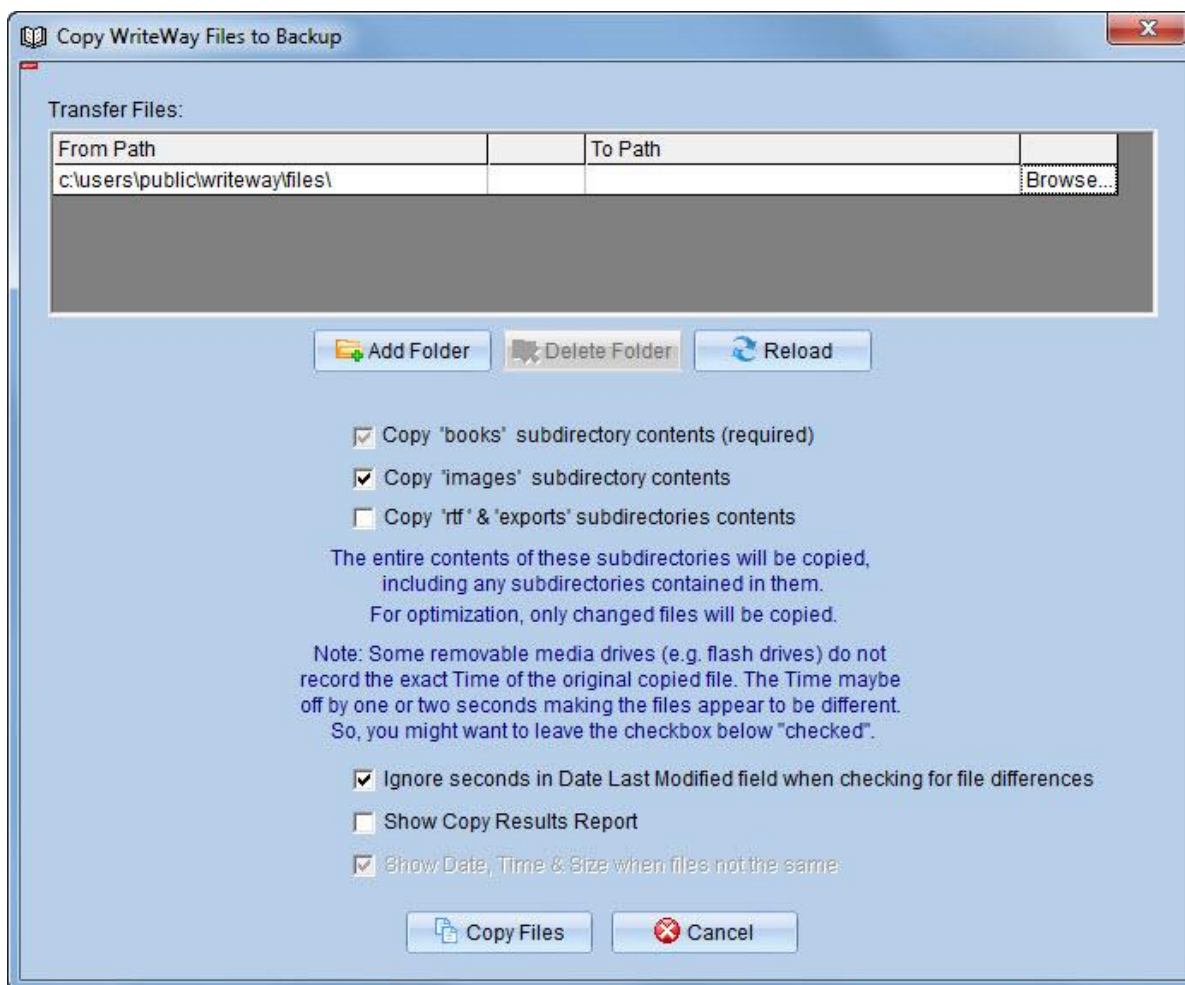 Copy WriteWay Files to Backup
Transfer Files:
From Path To Path
c:\users\public\writeway\files\ Browse...
Add Folder Delete Folder Reload
Copy 'books' subdirectory contents (required)
Copy 'images' subdirectory contents
Copy 'rtf' & 'exports' subdirectories contents
The entire contents of these subdirectories will be copied,
including any subdirectories contained in them.
For optimization, only changed files will be copied.
Note: Some removable media drives (e.g. flash drives) do not
record the exact Time of the original copied file. The Time maybe
off by one or two seconds making the files appear to be different.
So, you might want to leave the checkbox below "checked".
Ignore seconds in Date Last Modified field when checking for file differences
Show Copy Results Report
Show Date, Time & Size when files not the same
Copy Files Cancel